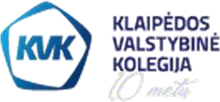 KVK
KLAIPĖDOS
VALSTYBINĖ
KOLEGIJA
10 metų